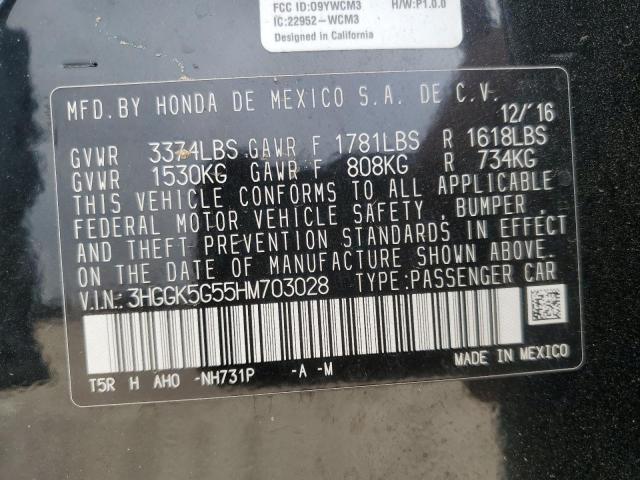 FCC ID:O9YWCM3 H/W:P1.0.0
IC:22952-WCM3
Designed in California
MFD.BY HONDA DE MEXICO S.A. DE C.V.
12/'16
GVWR 3374LBS GAWR F 1781LBS R 1618LBS
GVWR 1530KG GAWR F 808KG R 734KG
THIS VEHICLE CONFORMS TO ALL APPLICABLE
FEDERAL MOTOR VEHICLE SAFETY, BUMPER,
AND THEFT PREVENTION STANDARDS IN EFFECT
ON THE DATE OF MANUFACTURE SHOWN ABOVE.
V.I.N.: 3HGGK5G55HM703028 TYPE:PASSENGER CAR
MADE IN MEXICO
T5R H AHO -NH731P -A -M